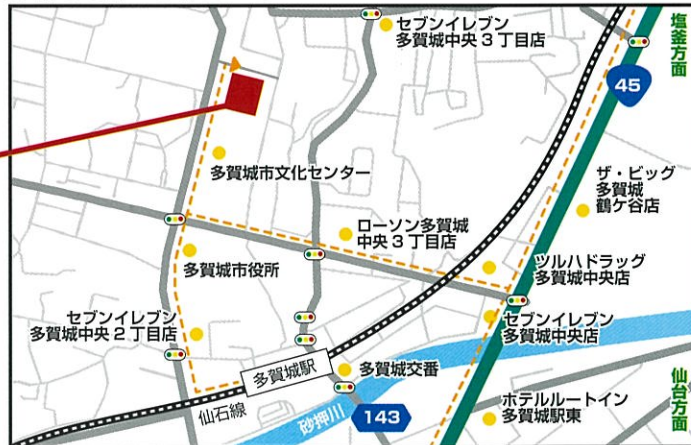 セブンイレブン
多賀城中央3丁目店
塩釜方面
45
多賀城市文化センター
ザ・ビッグ
多賀城
鶴ケ谷店
ローソン多賀城
中央3丁目店
多賀城市役所
ツルハドラッグ
多賀城中央店
セブンイレブン
多賀城中央2丁目店
セブンイレブン
多賀城中央店
多賀城駅
多賀城交番
仙石線
砂押川
143
ホテルルートイン
多賀城駅東
仙台方面